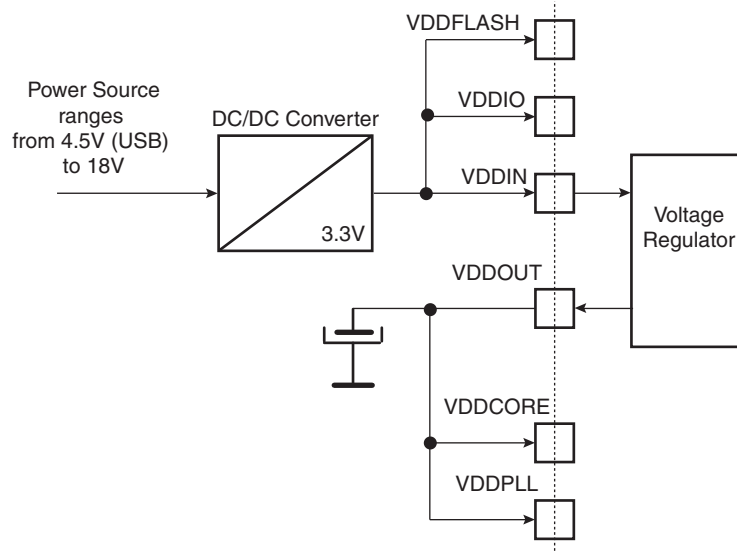 VDDFLASH
Power Source
ranges
from 4.5V (USB)
to 18V
DC/DC Converter
VDDIO
VDDIN
3.3V
Voltage
Regulator
VDDOUT
VDDCORE
VDDPLL